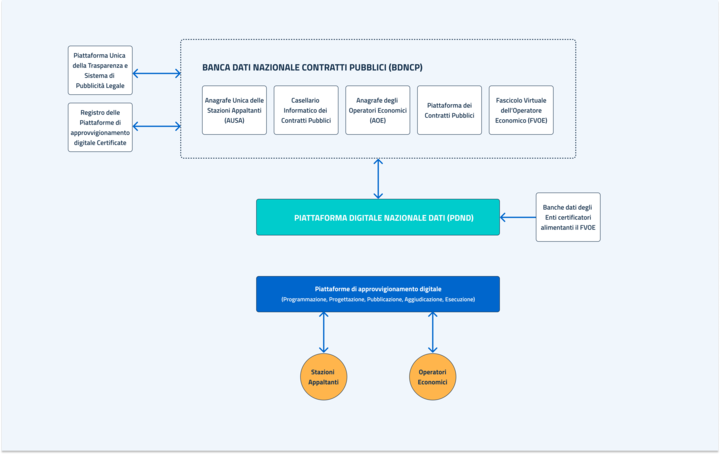 Piattaforma Unica
della Trasparenza e
Sistema di
Pubblicità Legale
Registro delle
Piattaforme di
approvvigionamento
digitale Certificate
BANCA DATI NAZIONALE CONTRATTI PUBBLICI (BDNCP)
Anagrafe Unica delle
Stazioni Appaltanti
(AUSA)
Casellario
Informatico dei
Contratti Pubblici
Anagrafe degli
Operatori Economici
(AOE)
Piattaforma dei
Contratti Pubblici
Fascicolo Virtuale
dell'Operatore
Economico (FVOE)
PIATTAFORMA DIGITALE NAZIONALE DATI (PDND)
Banche dati degli
Enti certificatori
alimentanti il FVOE
Piattaforme di approvvigionamento digitale
(Programmazione, Progettazione, Pubblicazione, Aggiudicazione, Esecuzione)
Stazioni
Appaltanti
Operatori
Economici